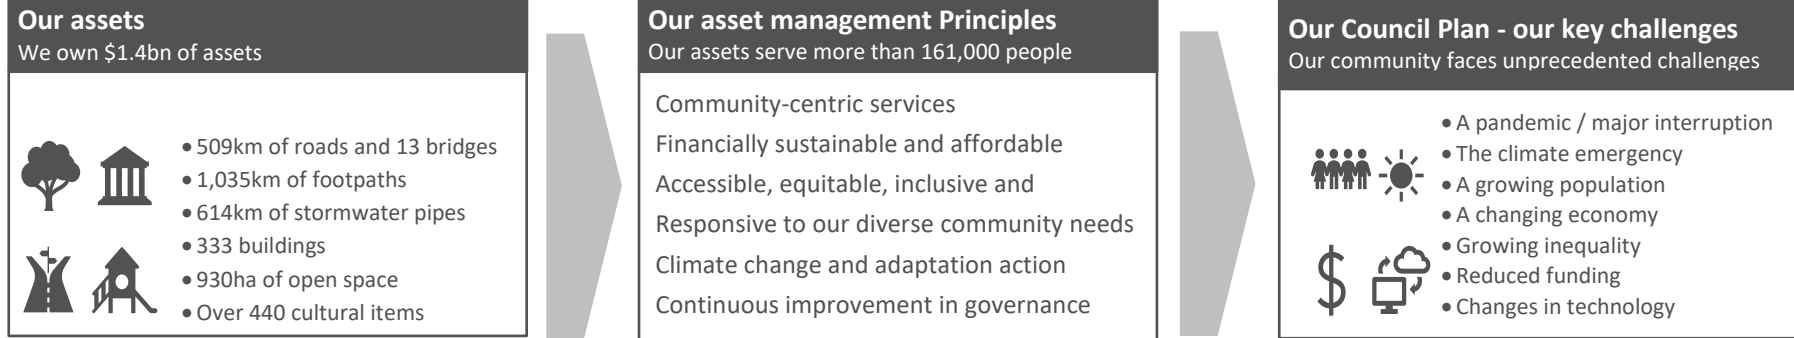 Our assets
We own $1.4bn of assets
• 509km of roads and 13 bridges
• 1,035km of footpaths
• 614km of stormwater pipes
• 333 buildings
• 930ha of open space
• Over 440 cultural items
Our asset management Principles
Our assets serve more than 161,000 people
Community-centric services
Financially sustainable and affordable
Accessible, equitable, inclusive and
Responsive to our diverse community needs
Climate change and adaptation action
Continuous improvement in governance
Our Council Plan - our key challenges
Our community faces unprecedented challenges
• A pandemic / major interruption
• The climate emergency
• A growing population
• A changing economy
• Growing inequality
• Reduced funding
• Changes in technology